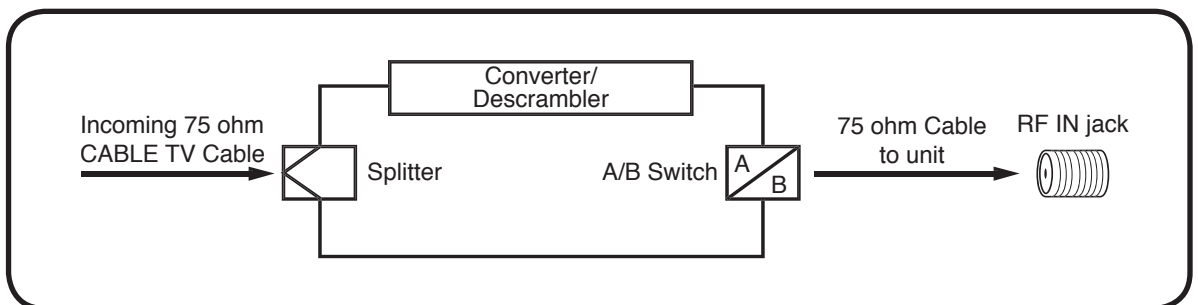 Converter/
Descrambler
Incoming 75 ohm
CABLE TV Cable
Splitter
A/B Switch
A
B
75 ohm Cable
to unit
RF IN jack